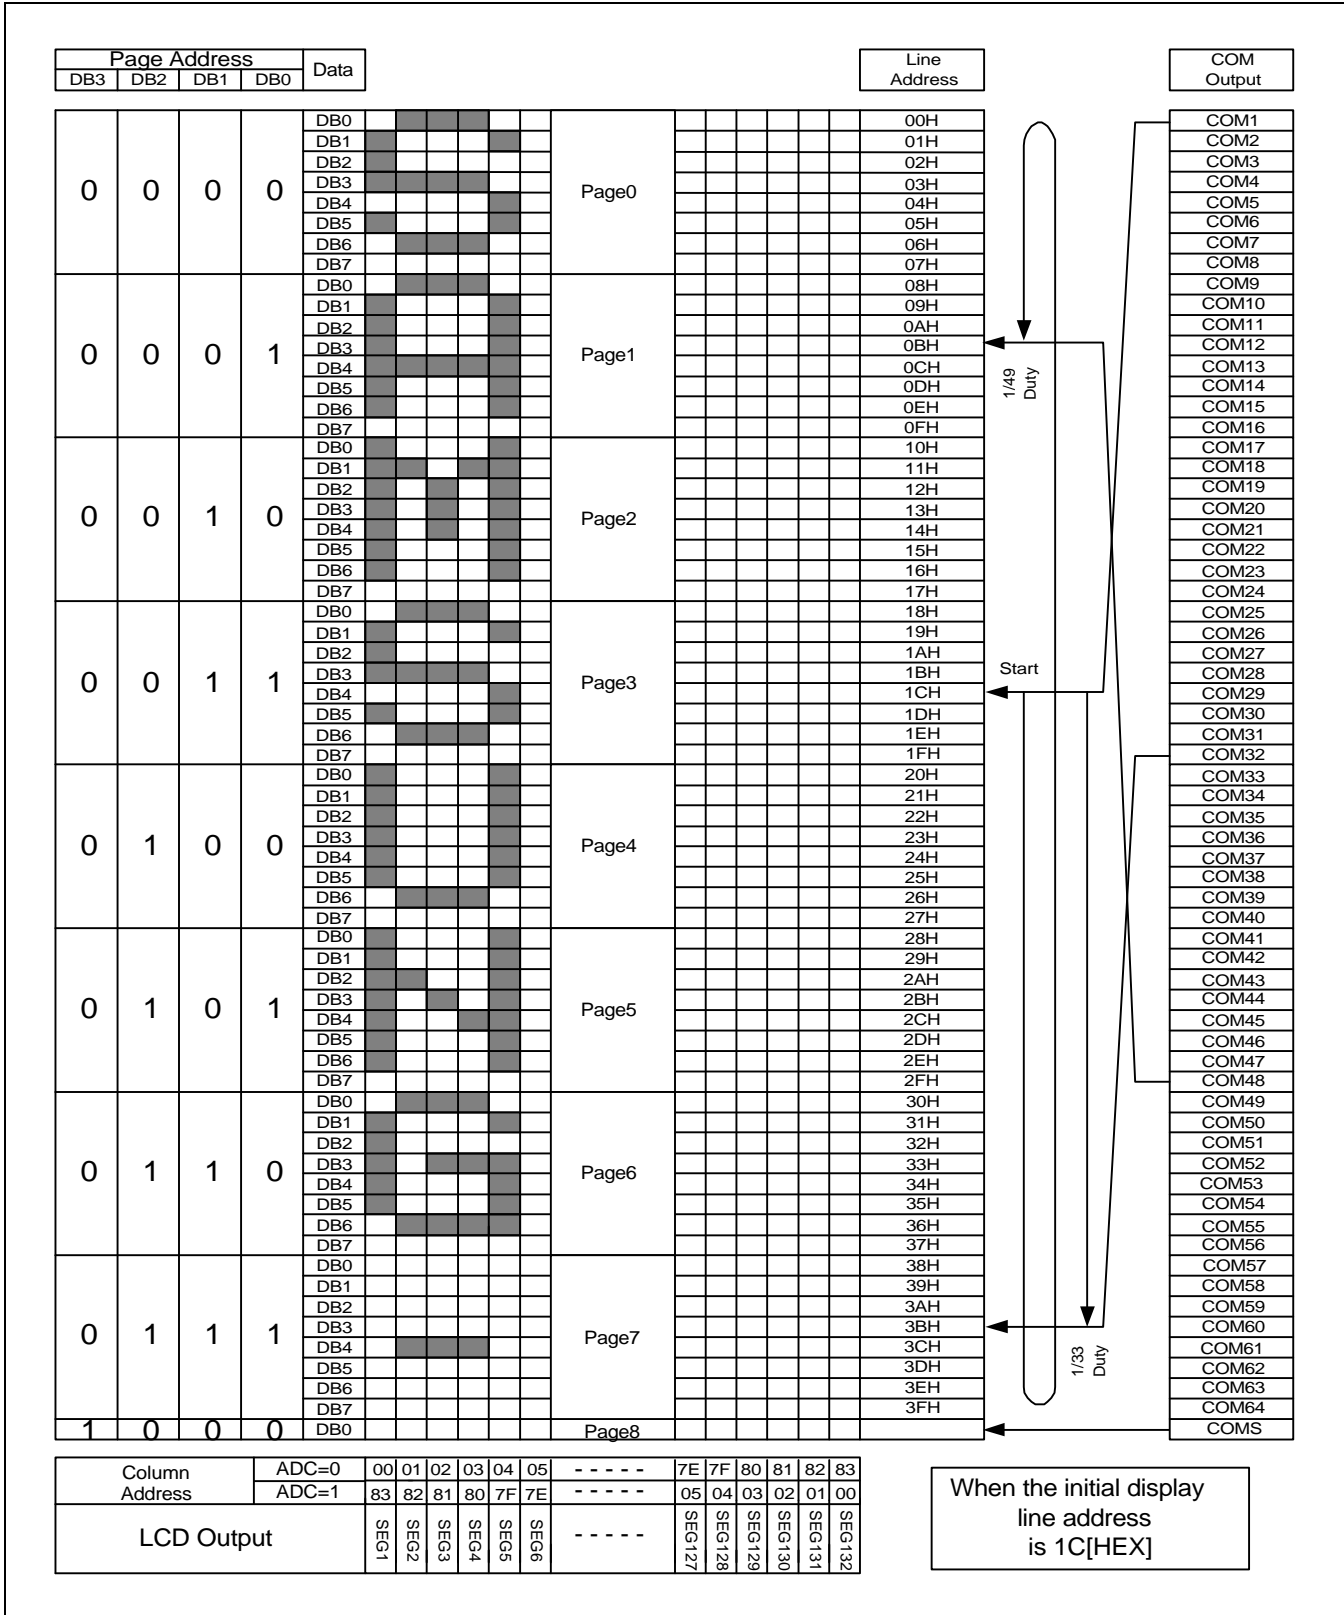 Page Address Data Line Address COM Output
DB3 DB2 DB1 DB0
DB0 00H COM1
DB1 01H COM2
DB2 02H COM3
0 0 0 0 DB3 Page0 03H COM4
DB4 04H COM5
DB5 05H COM6
DB6 06H COM7
DB7 07H COM8
DB0 08H COM9
DB1 09H COM10
DB2 0AH COM11
0 0 0 1 DB3 Page1 0BH COM12
DB4 0CH COM13
DB5 0DH 1/49 Duty COM14
DB6 0EH COM15
DB7 0FH COM16
DB0 10H COM17
DB1 11H COM18
DB2 12H COM19
0 0 1 0 DB3 Page2 13H COM20
DB4 14H COM21
DB5 15H COM22
DB6 16H COM23
DB7 17H COM24
DB0 18H COM25
DB1 19H COM26
DB2 1AH COM27
0 0 1 1 DB3 Page3 1BH Start COM28
DB4 1CH COM29
DB5 1DH COM30
DB6 1EH COM31
DB7 1FH COM32
DB0 20H COM33
DB1 21H COM34
DB2 22H COM35
0 1 0 0 DB3 Page4 23H COM36
DB4 24H COM37
DB5 25H COM38
DB6 26H COM39
DB7 27H COM40
DB0 28H COM41
DB1 29H COM42
DB2 2AH COM43
0 1 0 1 DB3 Page5 2BH COM44
DB4 2CH COM45
DB5 2DH COM46
DB6 2EH COM47
DB7 2FH COM48
DB0 30H COM49
DB1 31H COM50
DB2 32H COM51
0 1 1 0 DB3 Page6 33H COM52
DB4 34H COM53
DB5 35H COM54
DB6 36H COM55
DB7 37H COM56
DB0 38H COM57
DB1 39H COM58
DB2 3AH COM59
0 1 1 1 DB3 Page7 3BH COM60
DB4 3CH COM61
DB5 3DH 1/33 Duty COM62
DB6 3EH COM63
DB7 3FH COM64
1 0 0 0 DB0 Page8 COMS
Column Address ADC=0 00 01 02 03 04 05 - - - - - 7E 7F 80 81 82 83
ADC=1 83 82 81 80 7F 7E - - - - - 05 04 03 02 01 00
LCD Output SEG1 SEG2 SEG3 SEG4 SEG5 SEG6 - - - - - SEG127 SEG128 SEG129 SEG130 SEG131 SEG132
When the initial display
line address
is 1C[HEX]